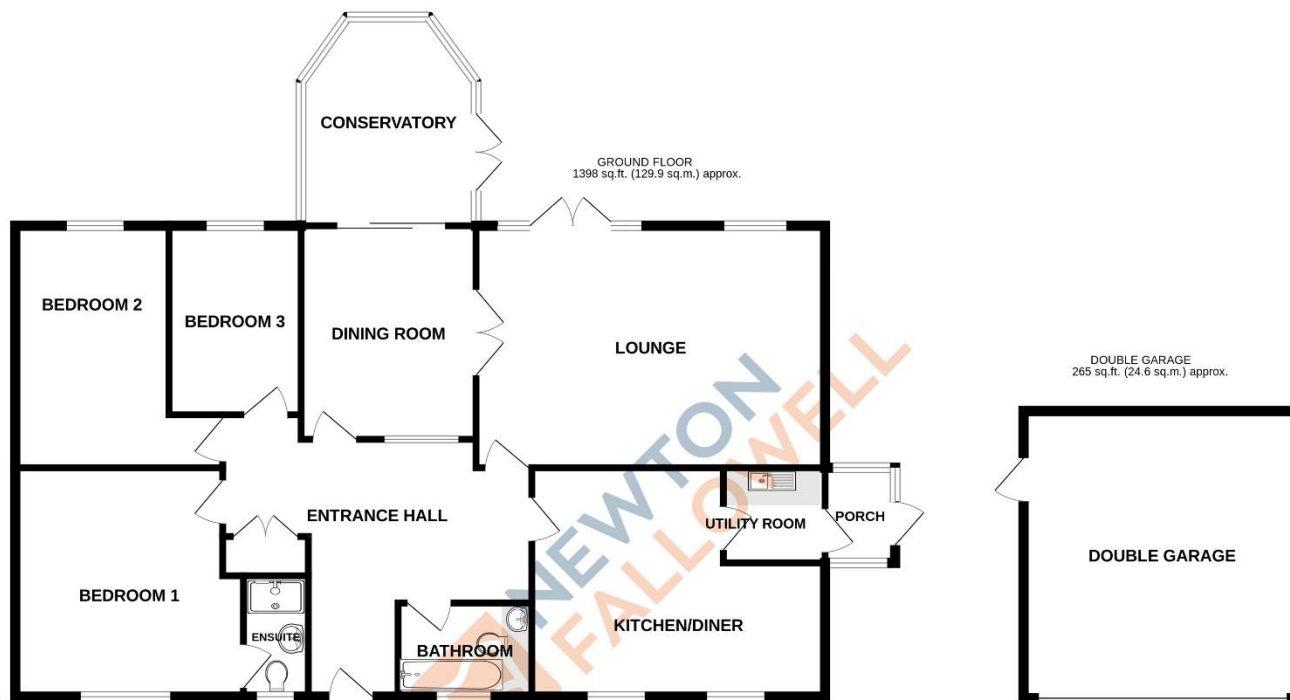 CONSERVATORY
GROUND FLOOR
1398 sq.ft. (129.9 sq.m.) approx.
BEDROOM 2
BEDROOM 3
DINING ROOM
LOUNGE
DOUBLE GARAGE
265 sq.ft. (24.6 sq.m.) approx.
ENTRANCE HALL
UTILITY ROOM
PORCH
DOUBLE GARAGE
BEDROOM 1
ENSUITE
BATHROOM
KITCHEN/DINER
NEWTON
FALLOWELL